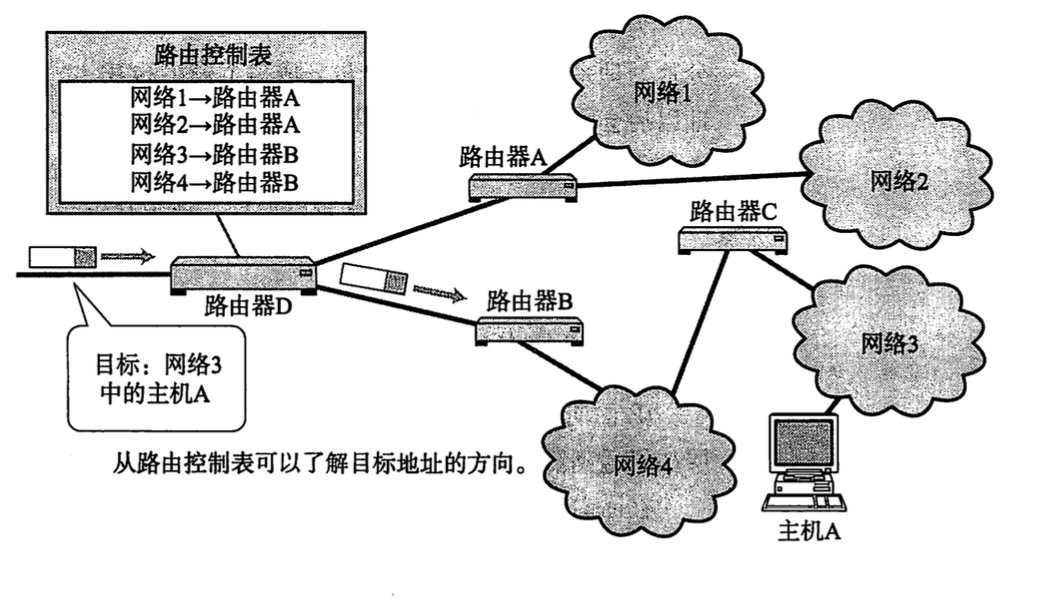 路由控制表
网络1→路由器A
网络2→路由器A
网络3→路由器B
网络4→路由器B
网络1
路由器A
网络2
路由器C
路由器D
路由器B
网络3
目标：网络3
中的主机A
从路由控制表可以了解目标地址的方向。
网络4
主机A